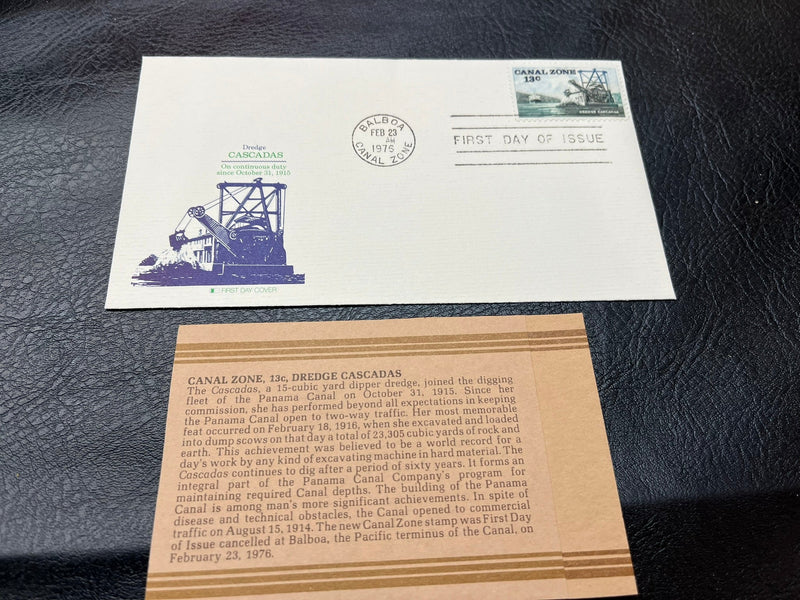 CANAL ZONE
13c
DREDGE CASCADAS
BALBOA
FEB 23
AM
1976
CANAL ZONE
FIRST DAY OF ISSUE
Dredge
CASCADAS
On continuous duty
since October 31, 1915
FIRST DAY COVER
CANAL ZONE, 13c, DREDGE CASCADAS
The Cascadas, a 15-cubic yard dipper dredge, joined the digging
fleet of the Panama Canal on October 31, 1915. Since her
commission, she has performed beyond all expectations in keeping
the Panama Canal open to two-way traffic. Her most memorable
feat occurred on February 18, 1916, when she excavated and loaded
into dump scows on that day a total of 23,305 cubic yards of rock and
earth. This achievement was believed to be a world record for a
day's work by any kind of excavating machine in hard material. The
Cascadas continues to dig after a period of sixty years. It forms an
integral part of the Panama Canal Company's program for
maintaining required Canal depths. The building of the Panama
Canal is among man's more significant achievements. In spite of
disease and technical obstacles, the Canal opened to commercial
traffic on August 15, 1914. The new Canal Zone stamp was First Day
of Issue cancelled at Balboa, the Pacific terminus of the Canal, on
February 23, 1976.